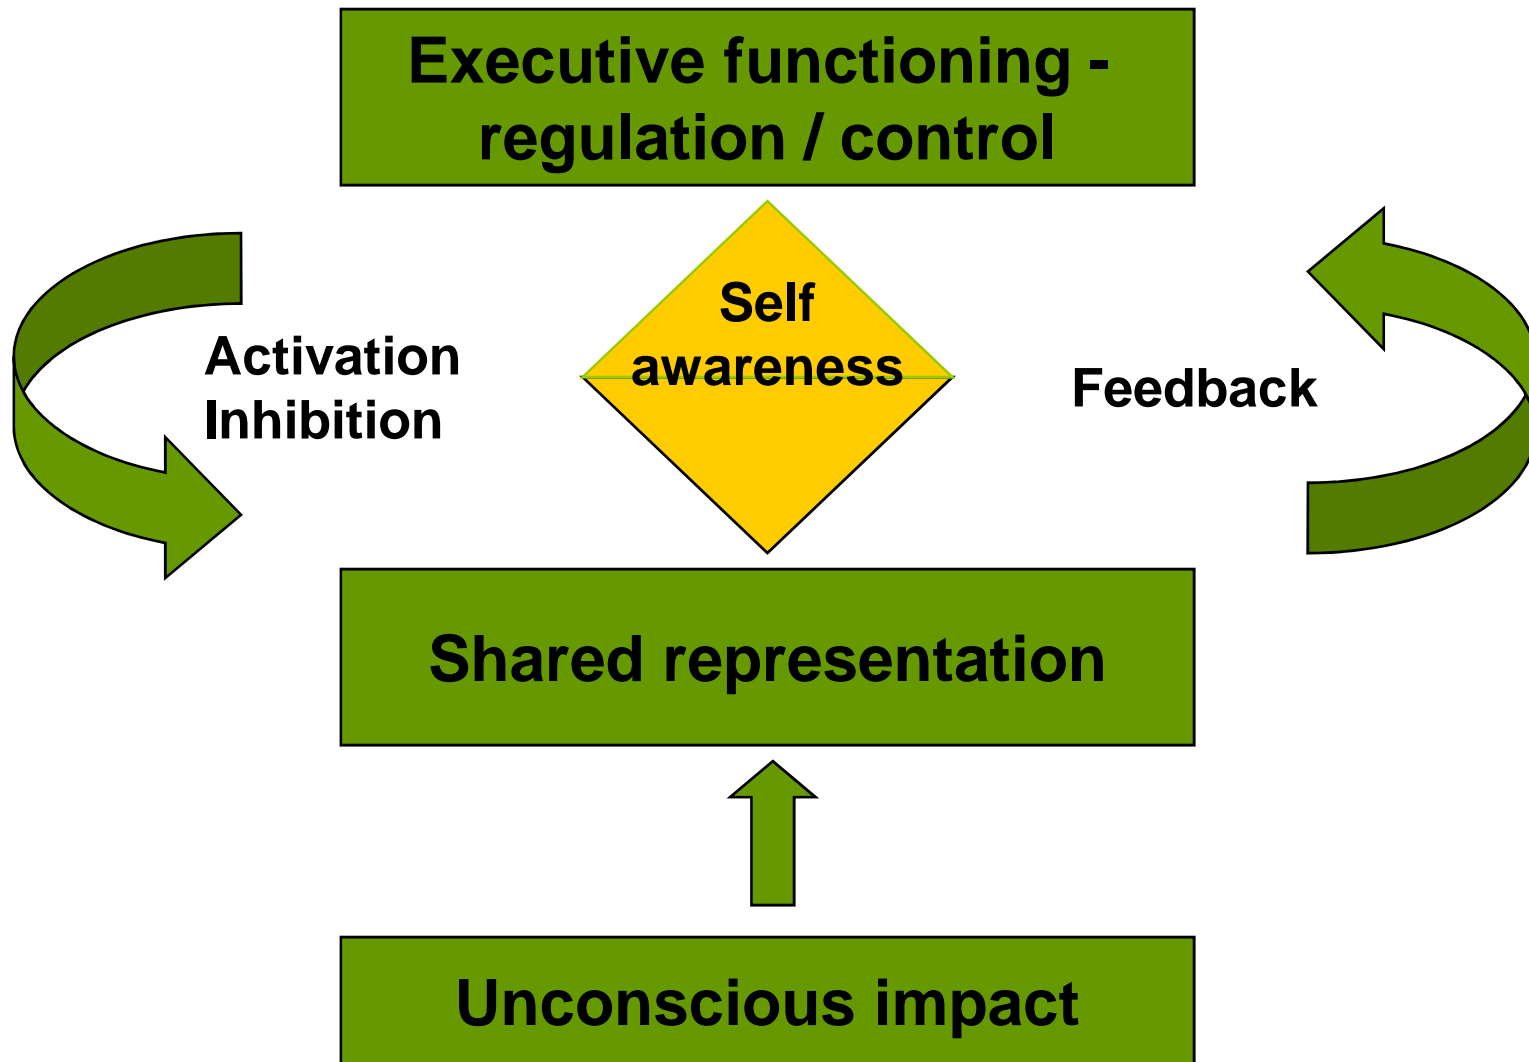 Executive functioning -
regulation / control
Self
awareness
Activation
Inhibition
Feedback
Shared representation
Unconscious impact